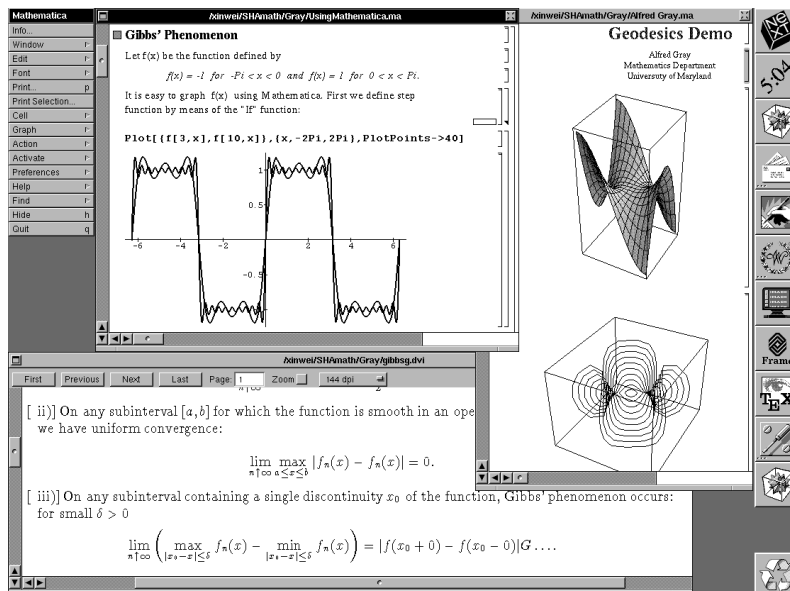 Mathematica
Info...
Window
Edit
Font
Print... p
Print Selection...
Cell
Graph
Action
Activate
Preferences
Help
Find
Hide h
Quit q
/xinwei/SHAmath/Gray/UsingMathematica.ma
Gibbs' Phenomenon
Let f(x) be the function defined by
f(x) = -1 for -Pi < x < 0 and f(x) = 1 for 0 < x < Pi.
It is easy to graph f(x) using Mathematica. First we define step
function by means of the "If" function:
Plot[{f[3,x],f[10,x]},{x,-2Pi,2Pi},PlotPoints->40]
1
0.5
-6 -4 -2 2 4 6
-0.5
/xinwei/SHAmath/Gray/Alfred Gray.ma
Geodesics Demo
Alfred Gray
Mathematics Department
University of Maryland
NeXT
5:04
Frame
TEX
/xinwei/SHAmath/Gray/gibbsg.dvi
First Previous Next Last Page: 1 Zoom 144 dpi
[ ii)] On any subinterval [a, b] for which the function is smooth in an ope
we have uniform convergence:
lim n↑∞ max a≤x≤b |fn(x) − fn(x)| = 0.
[ iii)] On any subinterval containing a single discontinuity x0 of the function, Gibbs' phenomenon occurs:
for small δ > 0
lim n↑∞ ( max |x0−x|≤δ fn(x) − min |x0−x|≤δ fn(x) ) = |f(x0 + 0) − f(x0 − 0)|G ....